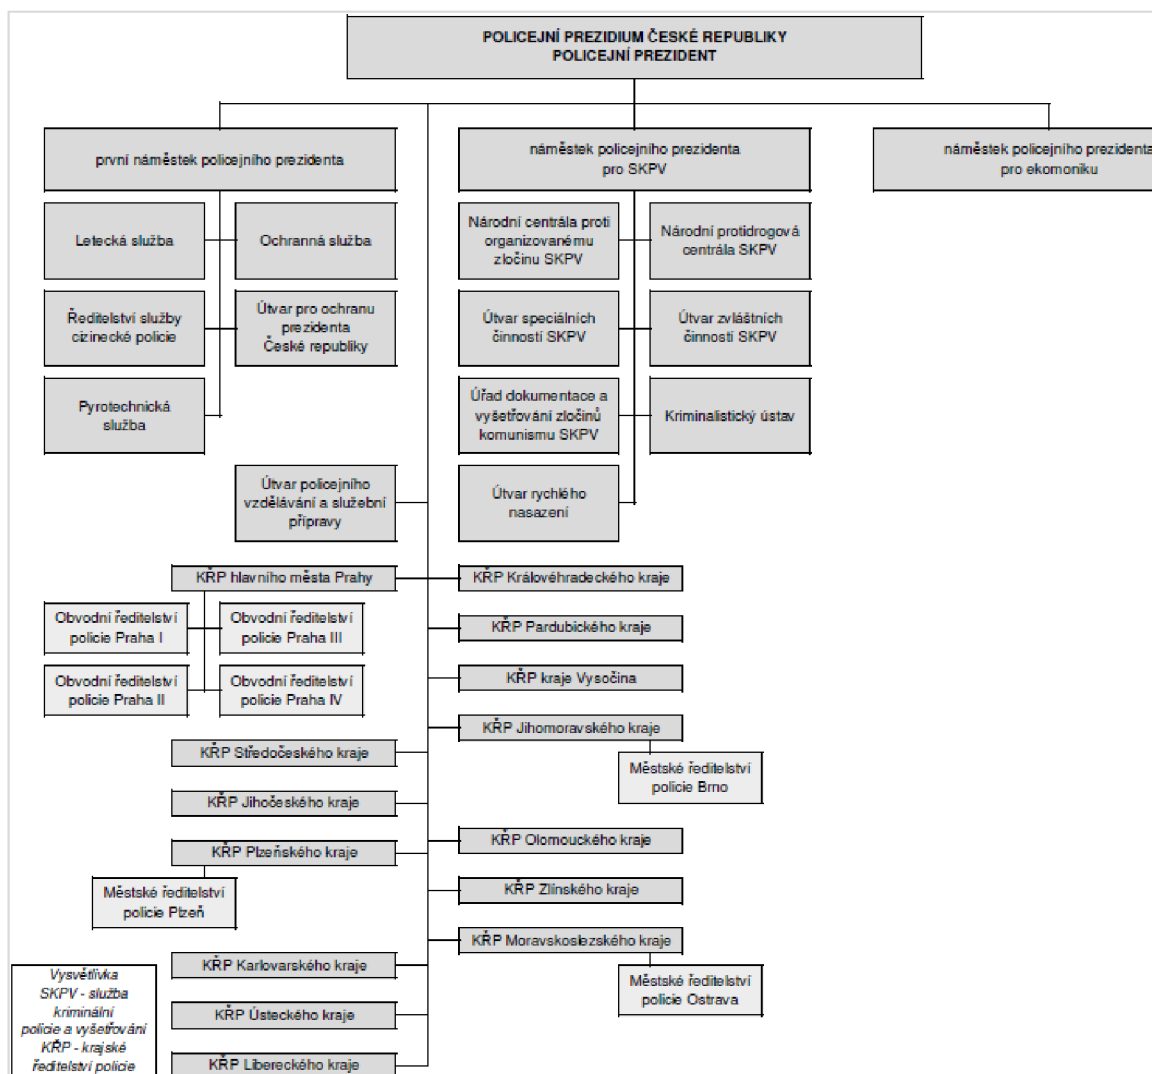 POLICEJNÍ PREZIDIUM ČESKÉ REPUBLIKY
POLICEJNÍ PREZIDENT
první náměstek policejního prezidenta
náměstek policejního prezidenta
pro SKPV
náměstek policejního prezidenta
pro ekomoniku
Letecká služba
Ochranná služba
Národní centrála proti
organizovanému
zločinu SKPV
Národní protidrogová
centrála SKPV
Ředitelství služby
cizinecké policie
Útvar pro ochranu
prezidenta
České republiky
Útvar speciálních
činností SKPV
Útvar zvláštních
činností SKPV
Pyrotechnická
služba
Úřad dokumentace a
vyšetřování zločinů
komunismu SKPV
Kriminalistický ústav
Útvar policejního
vzdělávání a služební
přípravy
Útvar rychlého
nasazení
KŘP hlavního města Prahy
KŘP Královéhradeckého kraje
Obvodní ředitelství
policie Praha I
Obvodní ředitelství
policie Praha III
KŘP Pardubického kraje
Obvodní ředitelství
policie Praha II
Obvodní ředitelství
policie Praha IV
KŘP kraje Vysočina
KŘP Jihomoravského kraje
KŘP Středočeského kraje
Městské ředitelství
policie Brno
KŘP Jihočeského kraje
KŘP Olomouckého kraje
KŘP Plzeňského kraje
Městské ředitelství
policie Plzeň
KŘP Zlínského kraje
KŘP Moravskoslezského kraje
KŘP Karlovarského kraje
Městské ředitelství
policie Ostrava
KŘP Ústeckého kraje
KŘP Libereckého kraje
Vysvětlívka
SKPV - služba
kriminální
policie a vyšetřování
KŘP - krajské
ředitelství policie